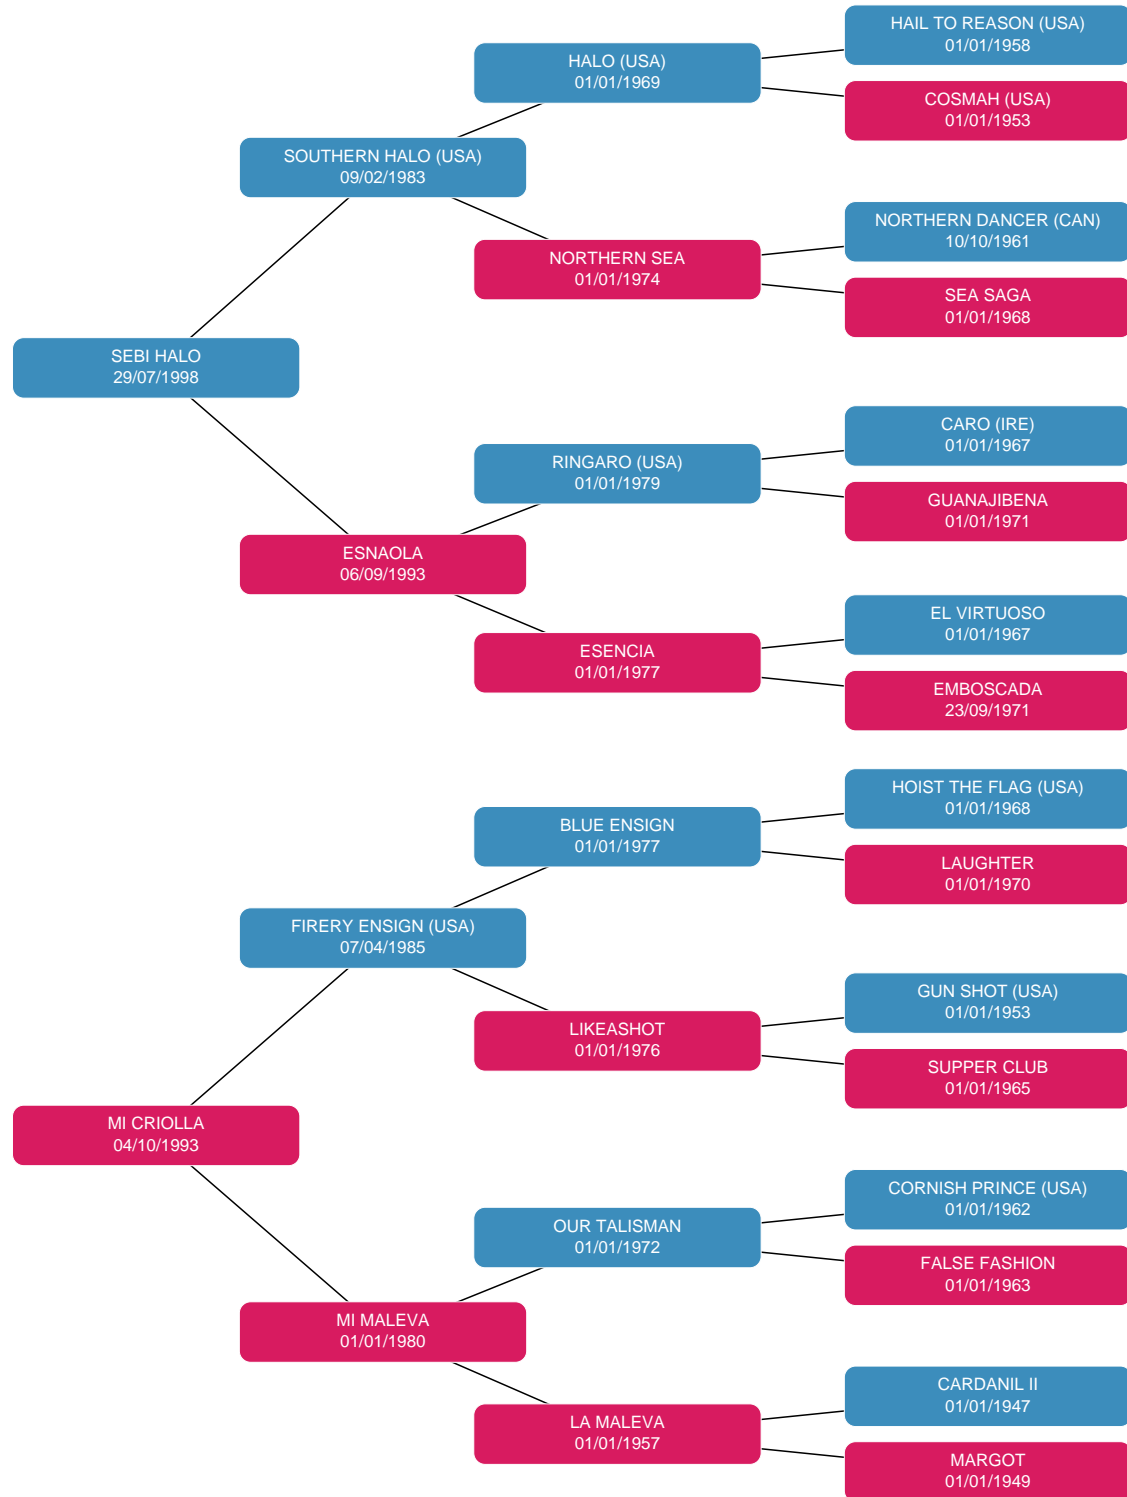 HAIL TO REASON (USA)
01/01/1958
HALO (USA)
01/01/1969
COSMAH (USA)
01/01/1953
SOUTHERN HALO (USA)
09/02/1983
NORTHERN DANCER (CAN)
10/10/1961
NORTHERN SEA
01/01/1974
SEA SAGA
01/01/1968
SEBI HALO
29/07/1998
CARO (IRE)
01/01/1967
RINGARO (USA)
01/01/1979
GUANAJIBENA
01/01/1971
ESNAOLA
06/09/1993
EL VIRTUOSO
01/01/1967
ESENCIA
01/01/1977
EMBOSCADA
23/09/1971
HOIST THE FLAG (USA)
01/01/1968
BLUE ENSIGN
01/01/1977
LAUGHTER
01/01/1970
FIRERY ENSIGN (USA)
07/04/1985
GUN SHOT (USA)
01/01/1953
LIKEASHOT
01/01/1976
SUPPER CLUB
01/01/1965
MI CRIOLLA
04/10/1993
CORNISH PRINCE (USA)
01/01/1962
OUR TALISMAN
01/01/1972
FALSE FASHION
01/01/1963
MI MALEVA
01/01/1980
CARDANIL II
01/01/1947
LA MALEVA
01/01/1957
MARGOT
01/01/1949